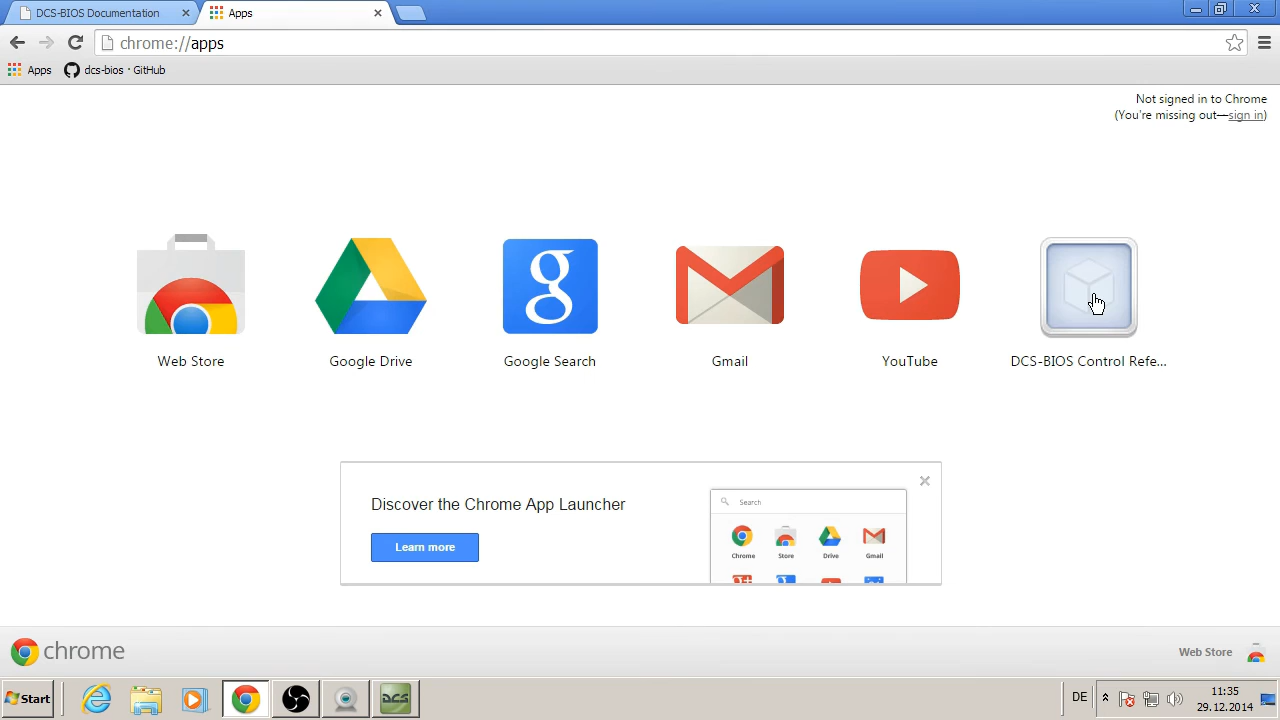 DCS-BIOS Documentation
Apps
chrome://apps
Apps
dcs-bios · GitHub
Not signed in to Chrome
(You're missing out—sign in)
Web Store
Google Drive
Google Search
Gmail
YouTube
DCS-BIOS Control Refe...
Discover the Chrome App Launcher
Learn more
Search
Chrome
Store
Drive
Gmail
chrome
Web Store
Start
DCS
DE
11:35
29.12.2014